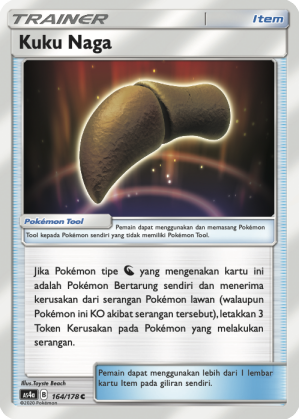 TRAINER Item
Kuku Naga
Pokémon Tool
Pemain dapat menggunakan dan memasang Pokémon
Tool kepada Pokémon sendiri yang tidak memiliki Pokémon Tool.
Jika Pokémon tipe yang mengenakan kartu ini
adalah Pokémon Bertarung sendiri dan menerima
kerusakan dari serangan Pokémon lawan (walaupun
Pokémon ini KO akibat serangan tersebut), letakkan 3
Token Kerusakan pada Pokémon yang melakukan
serangan.
Pemain dapat menggunakan lebih dari 1 lembar
kartu Item pada giliran sendiri.
Illus.Toyste Beach
AS4a B 164/178 C
©2020 Pokémon